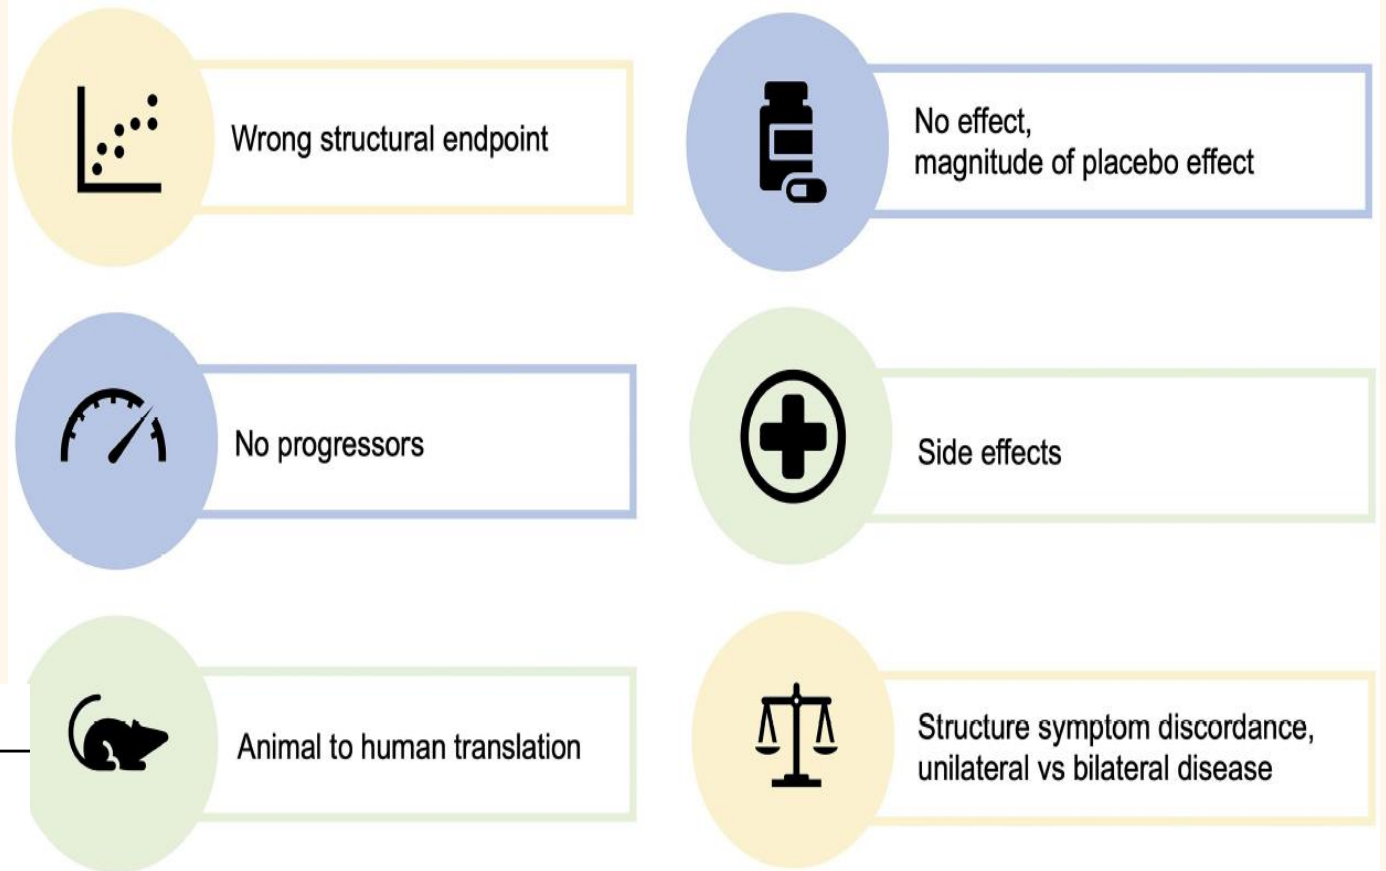 Wrong structural endpoint
No effect,
magnitude of placebo effect
No progressors
Side effects
Animal to human translation
Structure symptom discordance,
unilateral vs bilateral disease